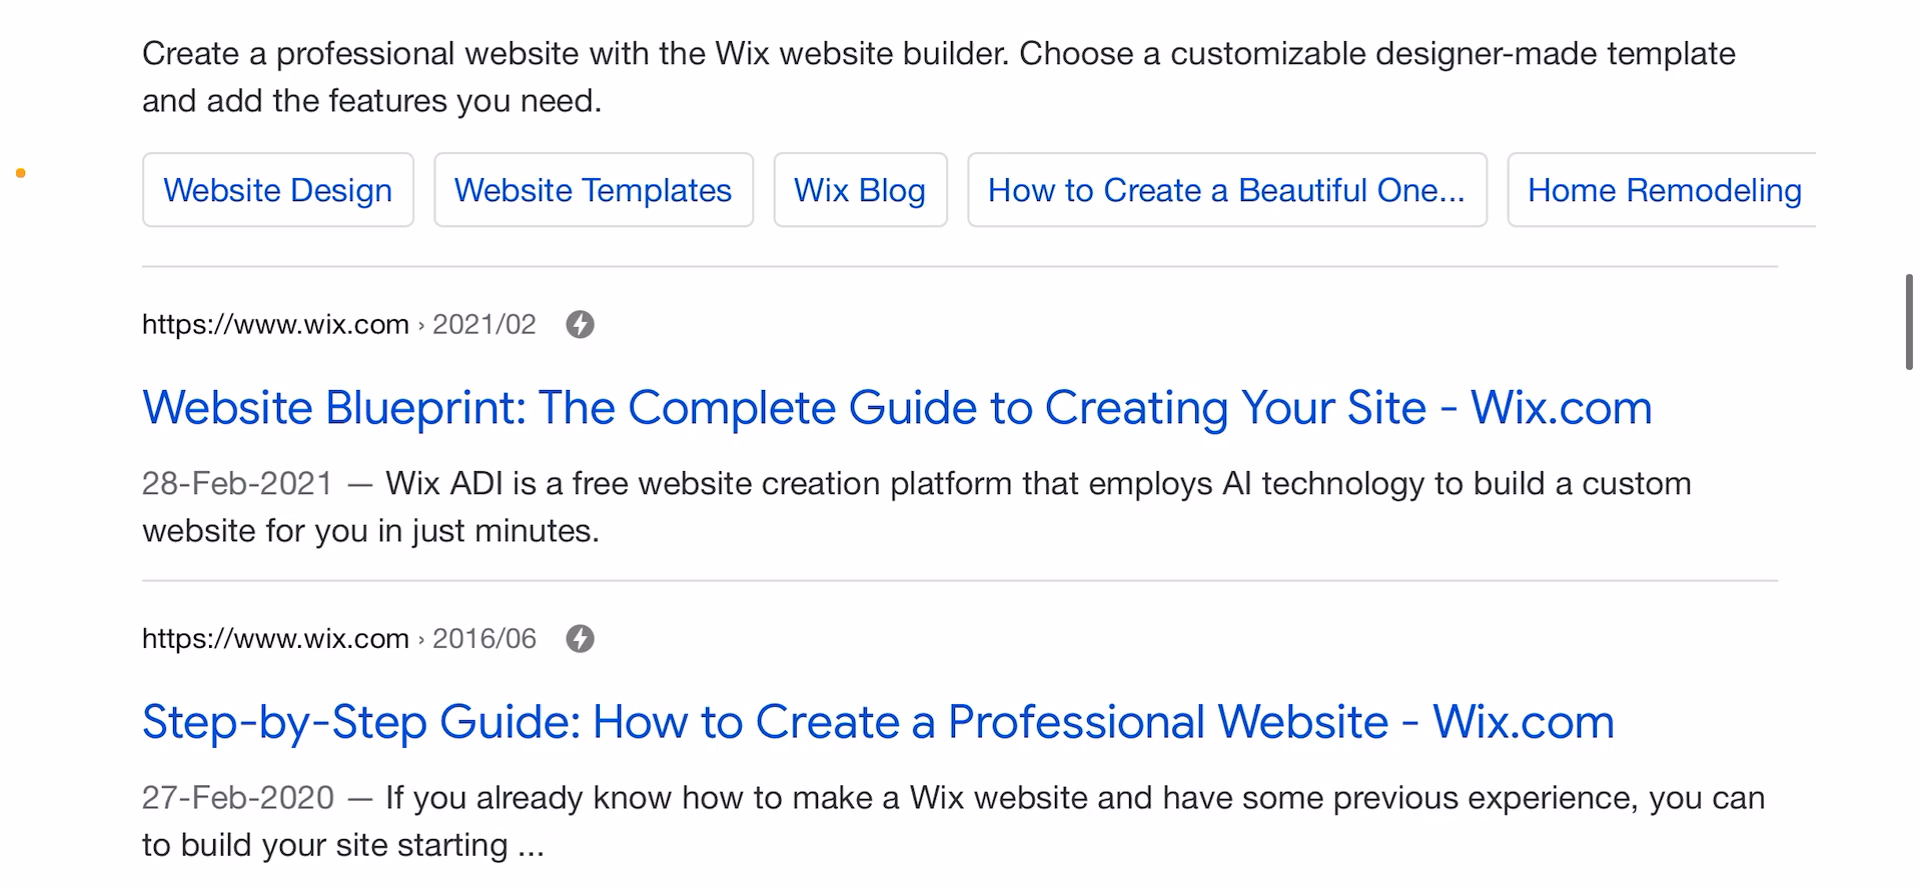 Create a professional website with the Wix website builder. Choose a customizable designer-made template
and add the features you need.
Website Design Website Templates Wix Blog How to Create a Beautiful One... Home Remodeling
https://www.wix.com › 2021/02
Website Blueprint: The Complete Guide to Creating Your Site - Wix.com
28-Feb-2021 — Wix ADI is a free website creation platform that employs AI technology to build a custom
website for you in just minutes.
https://www.wix.com › 2016/06
Step-by-Step Guide: How to Create a Professional Website - Wix.com
27-Feb-2020 — If you already know how to make a Wix website and have some previous experience, you can
to build your site starting ...